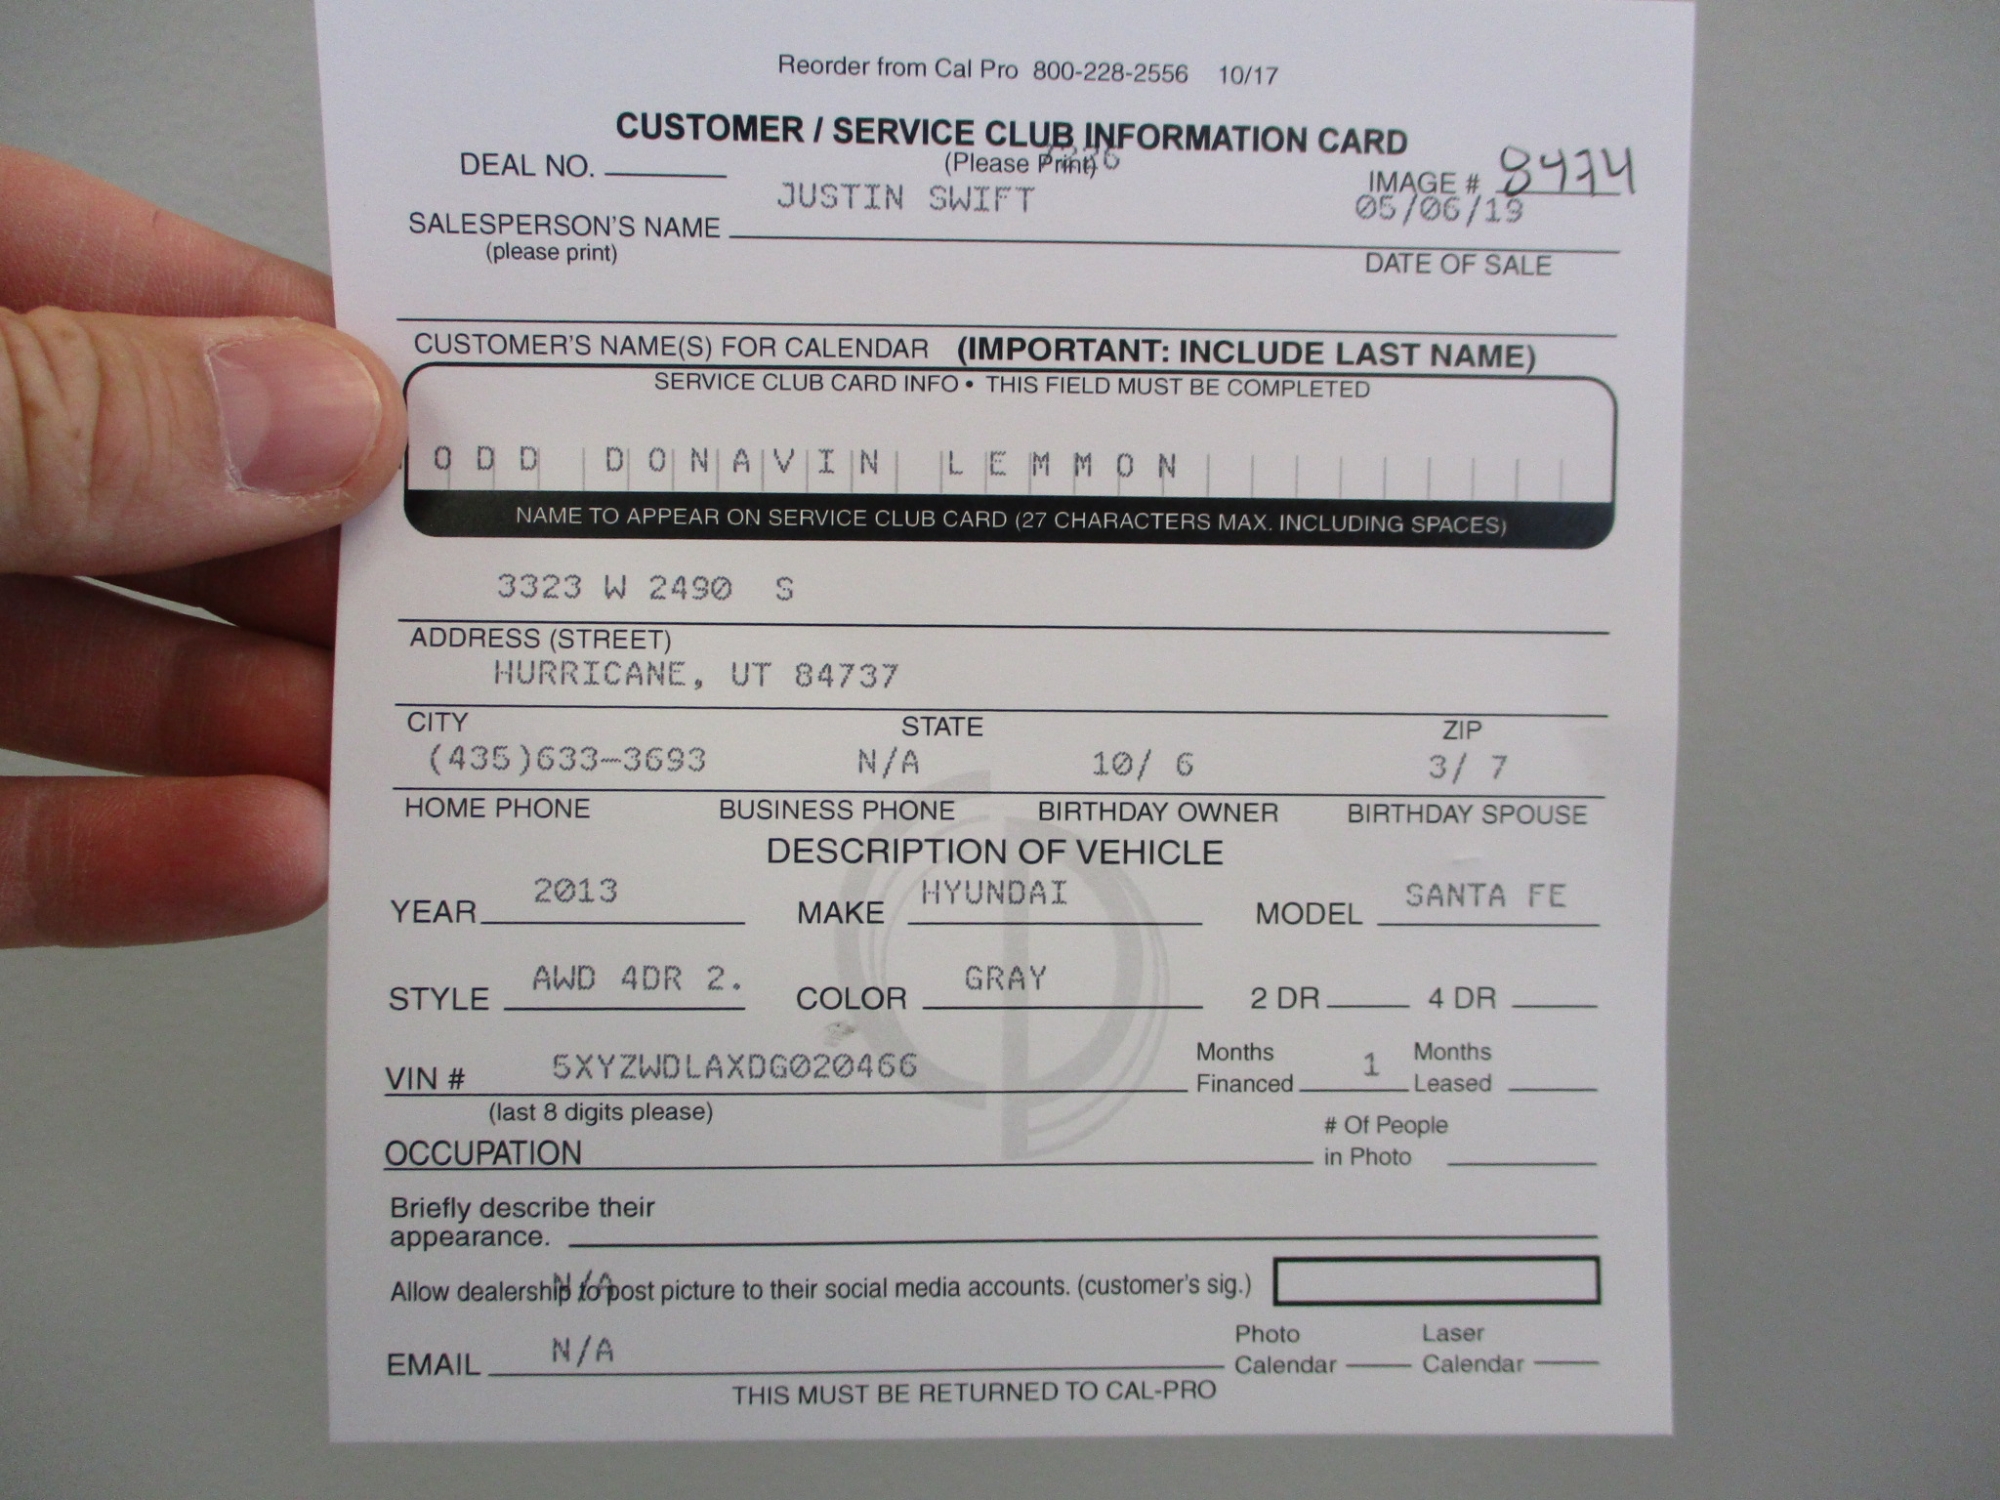 Reorder from Cal Pro 800-228-2556 10/17
CUSTOMER / SERVICE CLUB INFORMATION CARD
DEAL NO. (Please Print) IMAGE # 8474
JUSTIN SWIFT 05/06/19
SALESPERSON'S NAME
(please print) DATE OF SALE
CUSTOMER'S NAME(S) FOR CALENDAR (IMPORTANT: INCLUDE LAST NAME)
SERVICE CLUB CARD INFO • THIS FIELD MUST BE COMPLETED
ODD DONAVIN LEMMON
NAME TO APPEAR ON SERVICE CLUB CARD (27 CHARACTERS MAX. INCLUDING SPACES)
3323 W 2490 S
ADDRESS (STREET)
HURRICANE, UT 84737
CITY STATE ZIP
(435)633-3693 N/A 10/ 6 3/ 7
HOME PHONE BUSINESS PHONE BIRTHDAY OWNER BIRTHDAY SPOUSE
DESCRIPTION OF VEHICLE
YEAR 2013 MAKE HYUNDAI MODEL SANTA FE
STYLE AWD 4DR 2. COLOR GRAY 2 DR 4 DR
VIN # 5XYZWDLAXDG020466 Months Financed 1 Months Leased
(last 8 digits please)
OCCUPATION # Of People in Photo
Briefly describe their
appearance.
N/A
Allow dealership to post picture to their social media accounts. (customer's sig.)
EMAIL N/A Photo Calendar Laser Calendar
THIS MUST BE RETURNED TO CAL-PRO